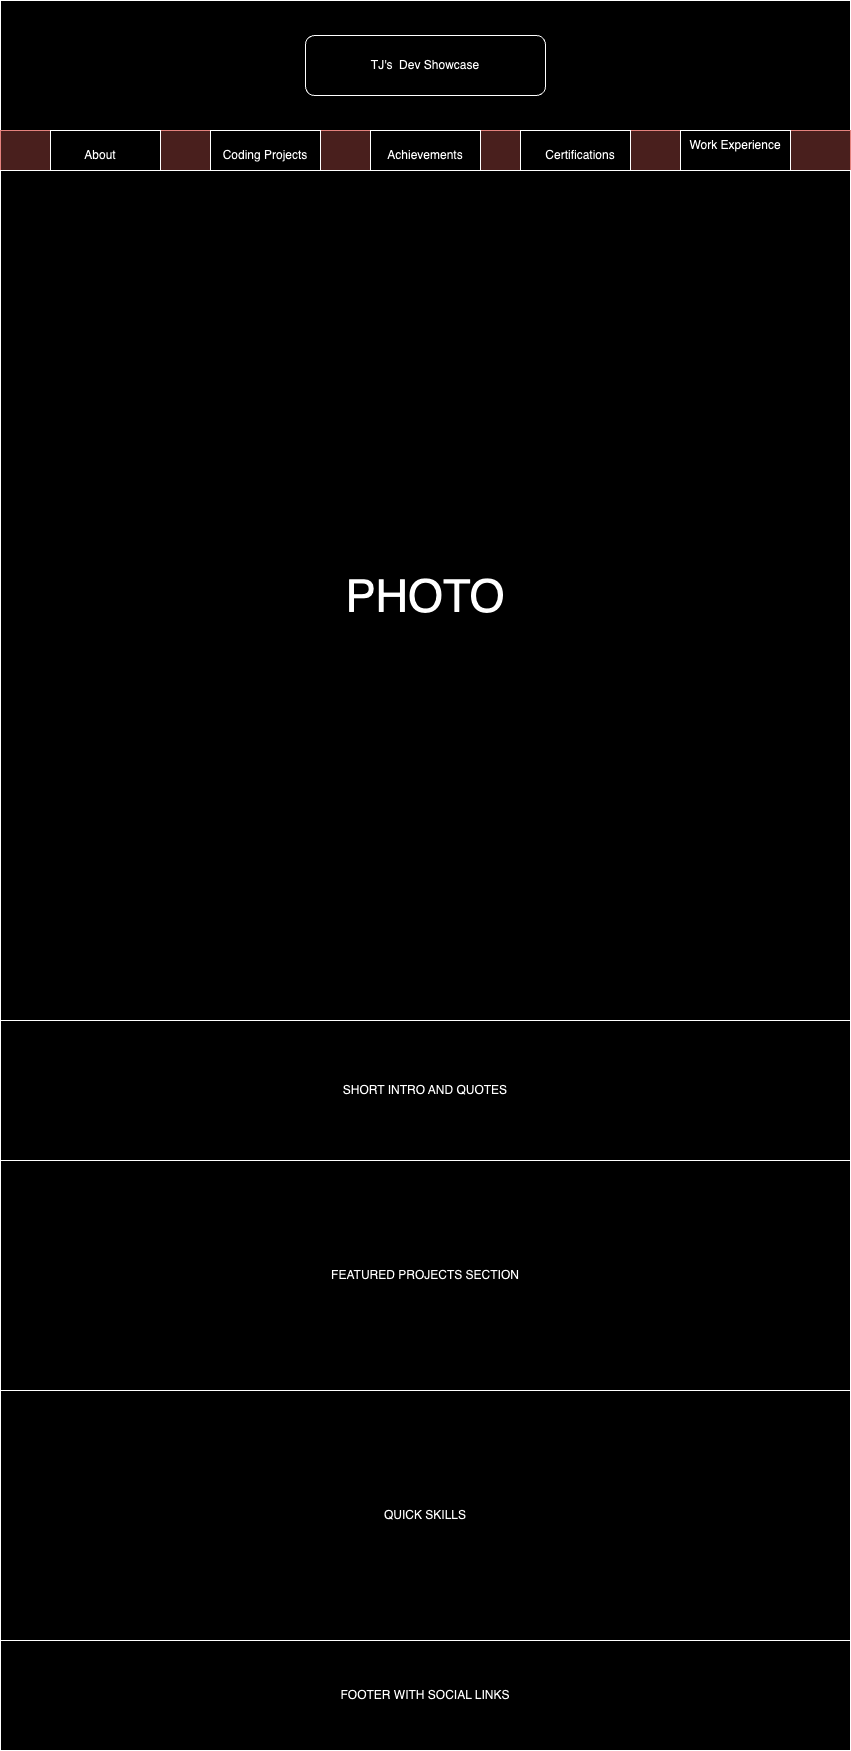 TJ's  Dev Showcase
About
Coding Projects
Achievements
Certifications
Work Experience
PHOTO
SHORT INTRO AND QUOTES
FEATURED PROJECTS SECTION
QUICK SKILLS
FOOTER WITH SOCIAL LINKS